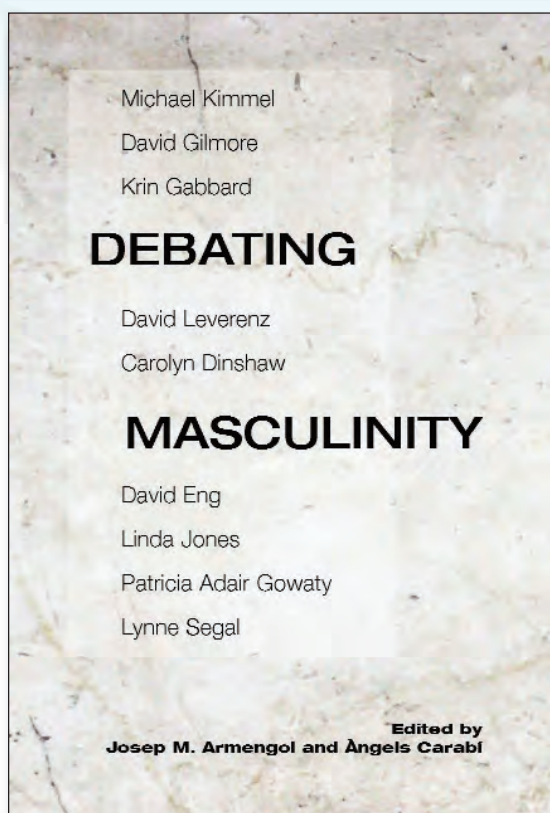 Michael Kimmel
David Gilmore
Krin Gabbard
DEBATING
David Leverenz
Carolyn Dinshaw
MASCULINITY
David Eng
Linda Jones
Patricia Adair Gowaty
Lynne Segal
Edited by
Josep M. Armengol and Àngels Carabí